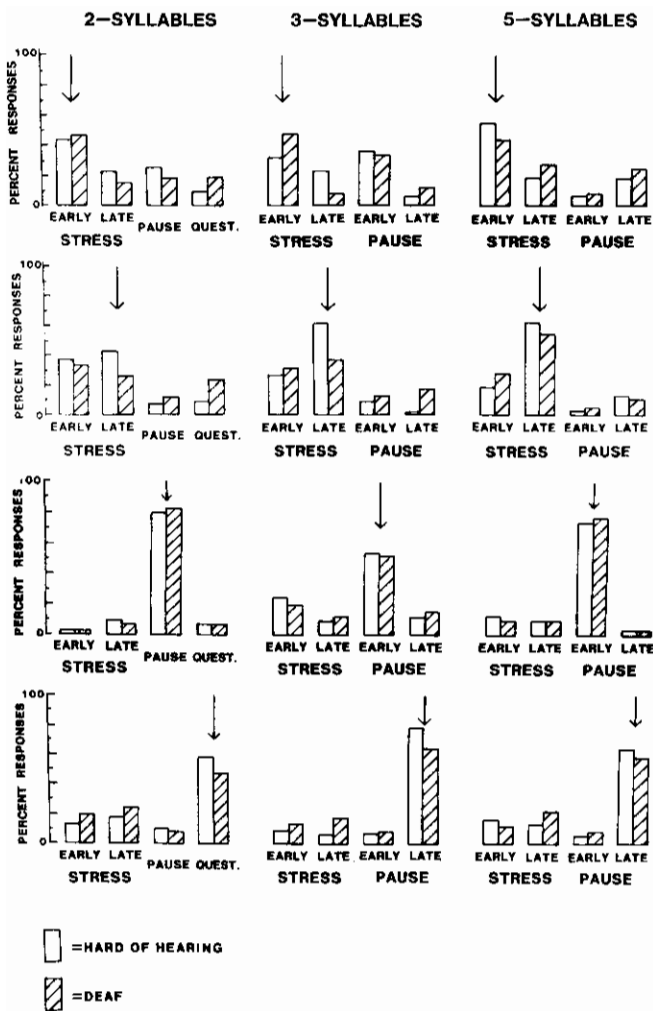 2–SYLLABLES 3–SYLLABLES 5–SYLLABLES
PERCENT RESPONSES
100
0
EARLY LATE PAUSE QUEST.
STRESS
EARLY LATE EARLY LATE
STRESS PAUSE
EARLY LATE EARLY LATE
STRESS PAUSE
PERCENT RESPONSES
100
0
EARLY LATE PAUSE QUEST.
STRESS
EARLY LATE EARLY LATE
STRESS PAUSE
EARLY LATE EARLY LATE
STRESS PAUSE
PERCENT RESPONSES
.00
0
EARLY LATE PAUSE QUEST.
STRESS
EARLY LATE EARLY LATE
STRESS PAUSE
EARLY LATE EARLY LATE
STRESS PAUSE
PERCENT RESPONSES
100
0
EARLY LATE PAUSE QUEST.
STRESS
EARLY LATE EARLY LATE
STRESS PAUSE
EARLY LATE EARLY LATE
STRESS PAUSE
=HARD OF HEARING
=DEAF